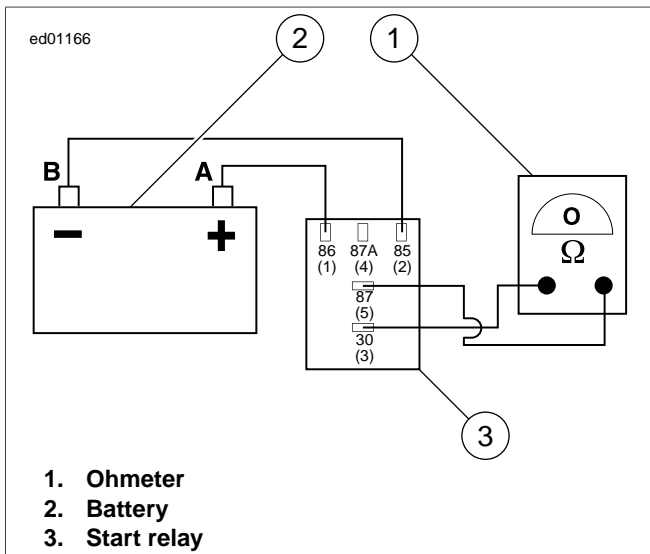 ed01166
2
1
B
A
− +
O
Ω
86 87A 85
(1) (4) (2)
87
(5)
30
(3)
3
1. Ohmeter
2. Battery
3. Start relay